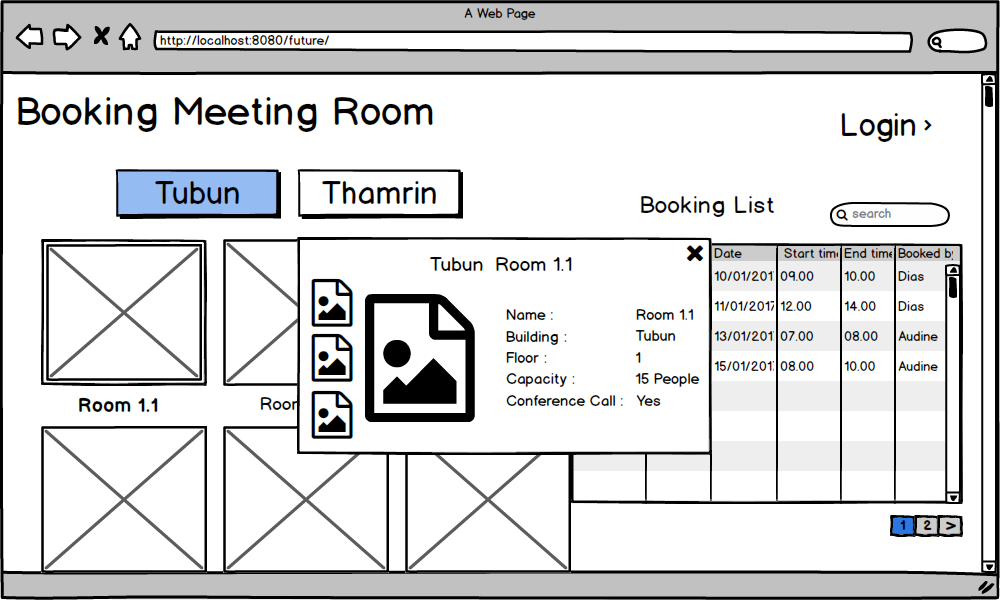 A Web Page
http://localhost:8080/future/
Booking Meeting Room
Login ›
Tubun
Thamrin
Booking List
search
Tubun Room 1.1
Name : Room 1.1
Building : Tubun
Floor : 1
Capacity : 15 People
Conference Call : Yes
Date Start time End time Booked by
10/01/201 09.00 10.00 Dias
11/01/2017 12.00 14.00 Dias
13/01/201 07.00 08.00 Audine
15/01/201 08.00 10.00 Audine
Room 1.1
Roor
1 2 >